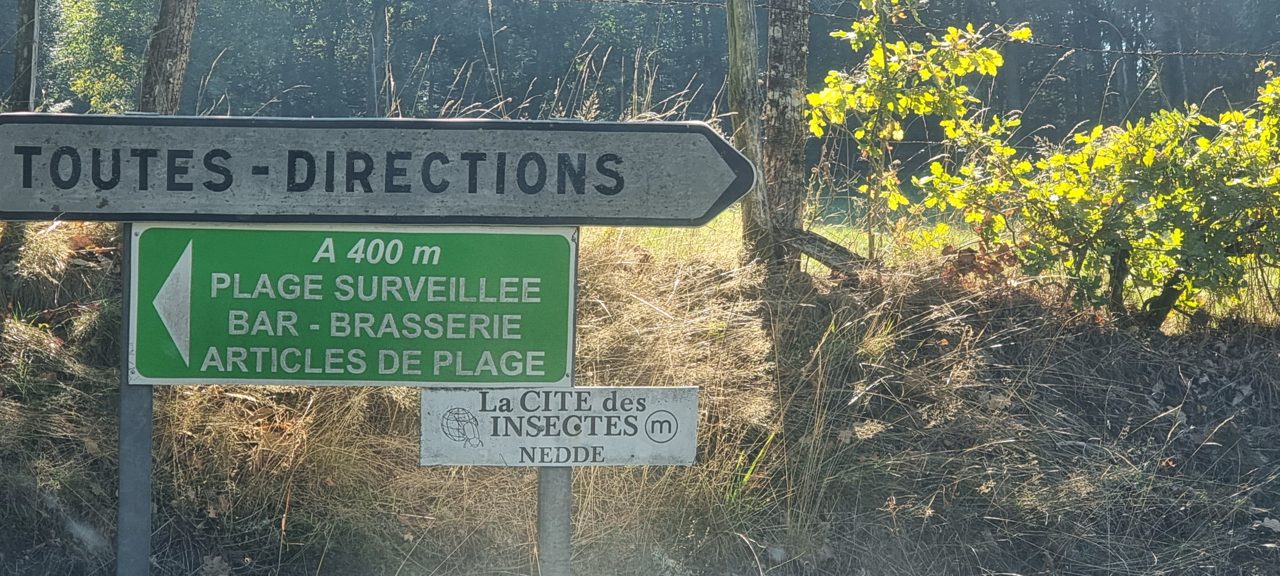 TOUTES - DIRECTIONS
A 400 m
PLAGE SURVEILLEE
BAR - BRASSERIE
ARTICLES DE PLAGE
La CITE des
INSECTES m
NEDDE